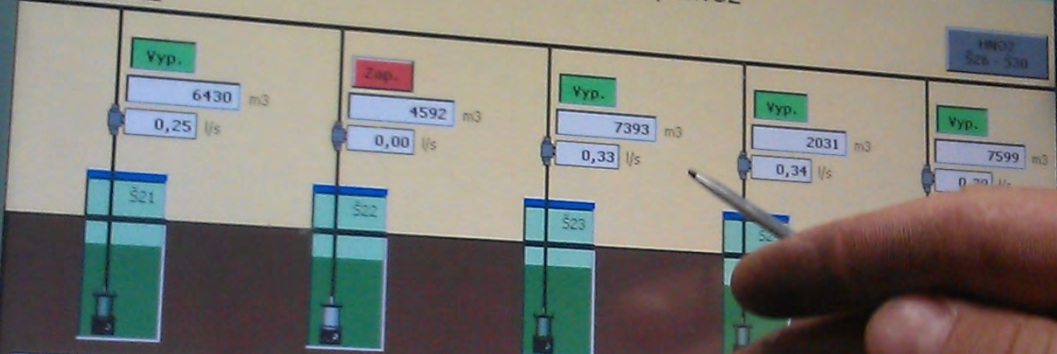 Vyp.
6430 m3
0,25 l/s
Š21
Zap.
4592 m3
0,00 l/s
Š22
Vyp.
7393 m3
0,33 l/s
Š23
Vyp.
2031 m3
0,34 l/s
Vyp.
7599 m3
l/s
Š26 - Š30